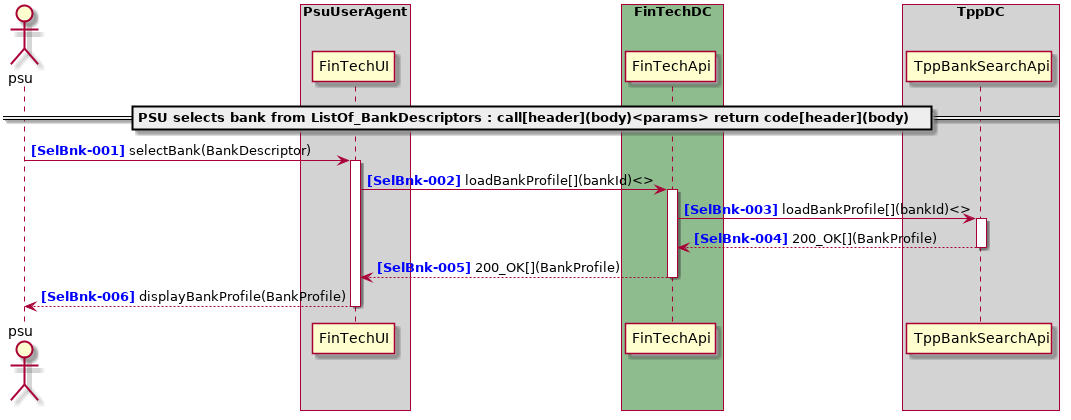 PsuUserAgent
FinTechDC
TppDC
psu
FinTechUI
FinTechApi
TppBankSearchApi
PSU selects bank from ListOf_BankDescriptors : call[header](body)<params> return code[header](body)
[SelBnk-001] selectBank(BankDescriptor)
[SelBnk-002] loadBankProfile[](bankId)<>
[SelBnk-003] loadBankProfile[](bankId)<>
[SelBnk-004] 200_OK[](BankProfile)
[SelBnk-005] 200_OK[](BankProfile)
[SelBnk-006] displayBankProfile(BankProfile)
psu
FinTechUI
FinTechApi
TppBankSearchApi